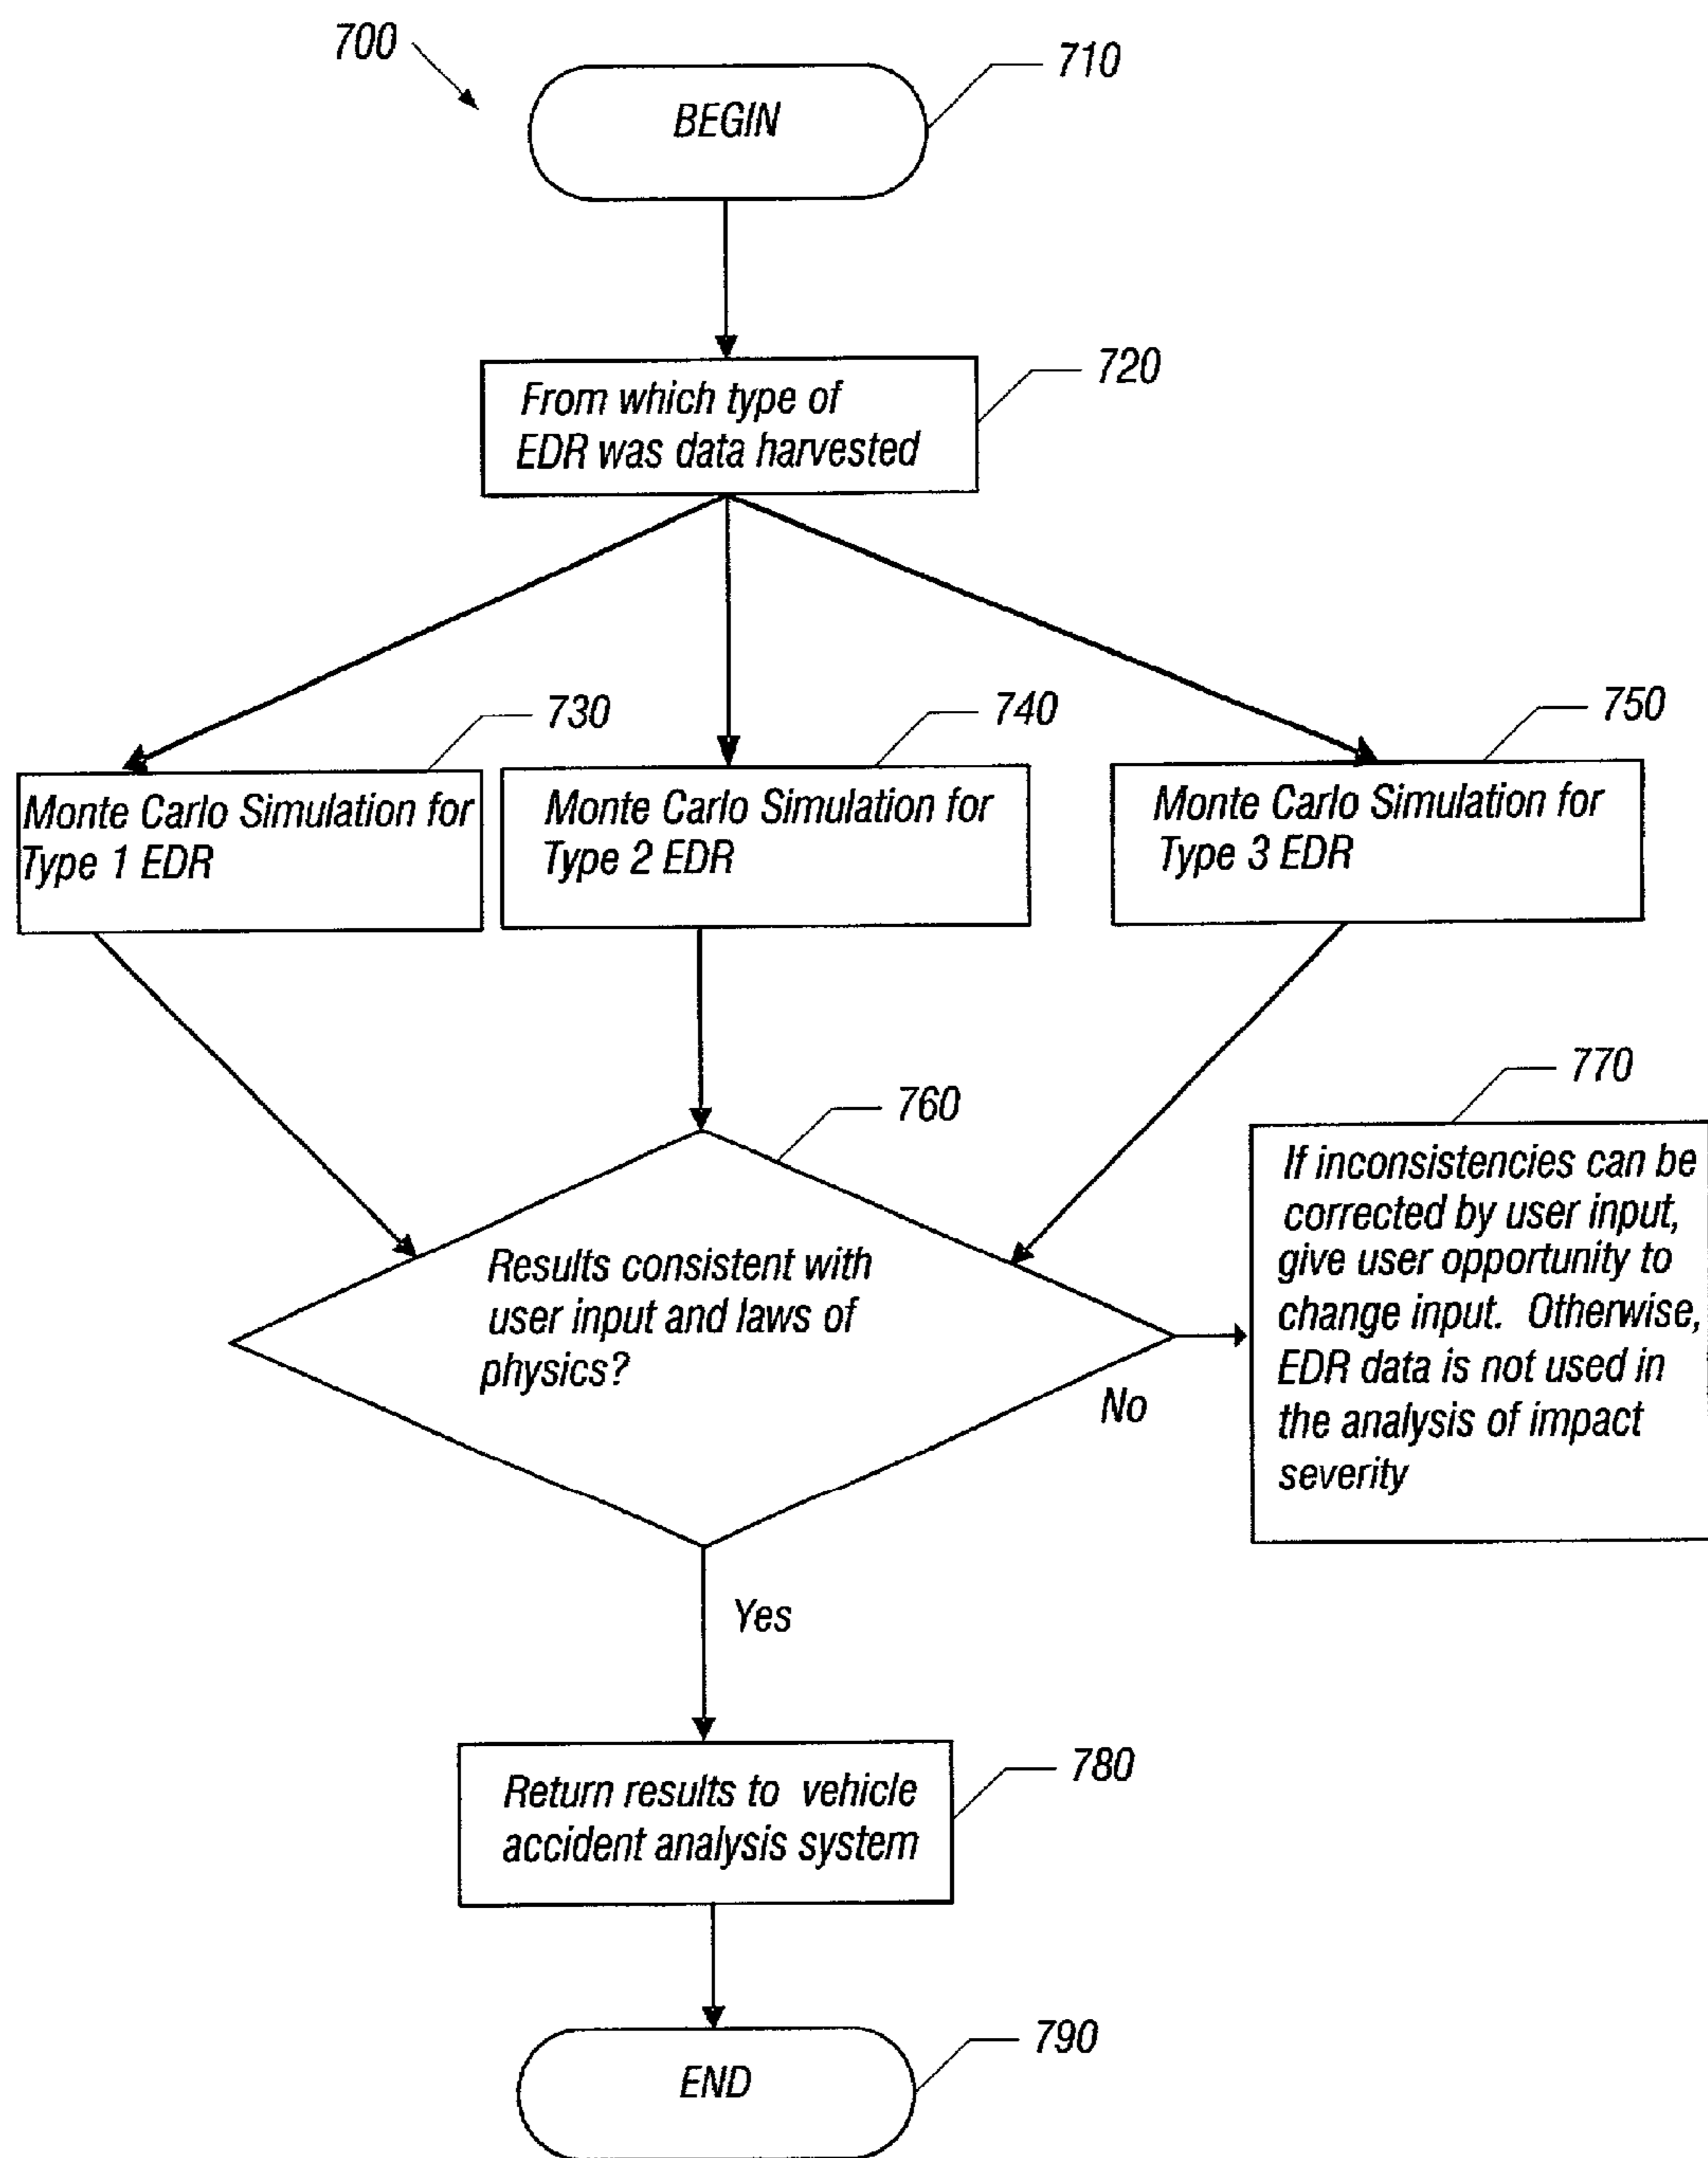 700
710
BEGIN
720
From which type of
EDR was data harvested
730
740
750
Monte Carlo Simulation for
Type 1 EDR
Monte Carlo Simulation for
Type 2 EDR
Monte Carlo Simulation for
Type 3 EDR
760
770
Results consistent with
user input and laws of
physics?
If inconsistencies can be
corrected by user input,
give user opportunity to
change input. Otherwise,
EDR data is not used in
the analysis of impact
severity
No
Yes
780
Return results to vehicle
accident analysis system
790
END